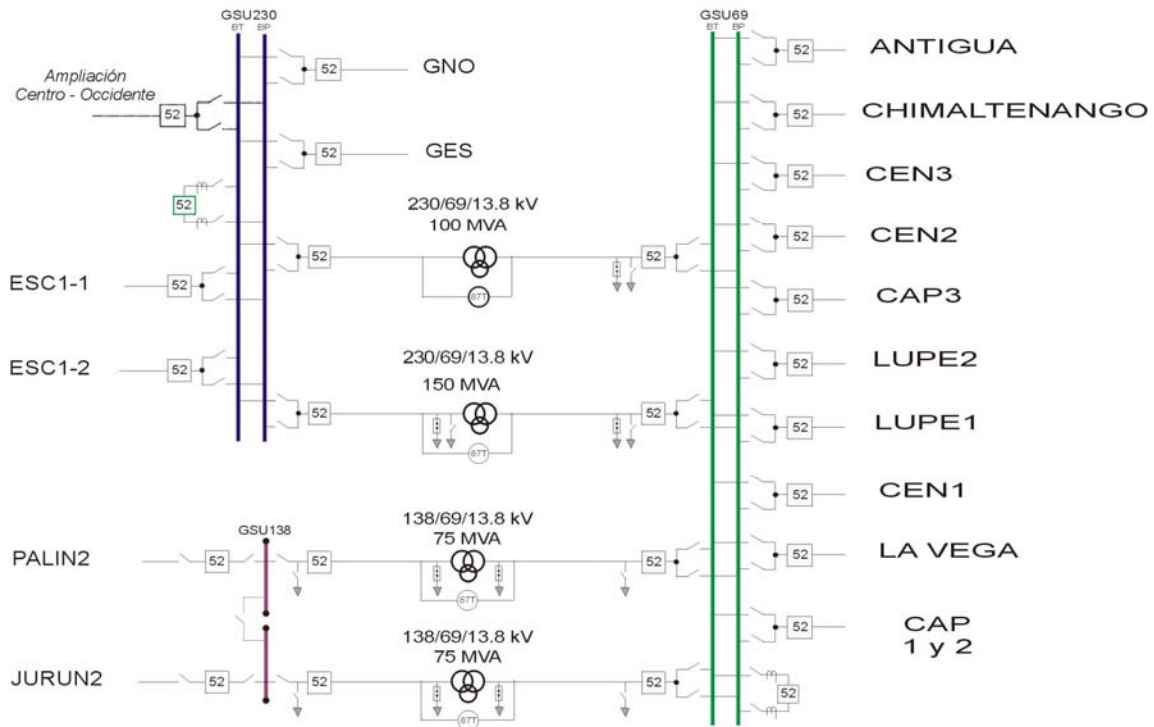 GSU230
BT BP
GSU69
BT BP
52
ANTIGUA
52
GNO
Ampliación
Centro - Occidente
52
52
CHIMALTENANGO
52
GES
52
CEN3
52
230/69/13.8 kV
100 MVA
52
CEN2
52
52
87T
ESC1-1
52
52
CAP3
230/69/13.8 kV
150 MVA
ESC1-2
52
52
LUPE2
52
52
52
LUPE1
87T
52
CEN1
GSU138
138/69/13.8 kV
75 MVA
PALIN2
52
52
52
52
LA VEGA
87T
52
CAP
1 y 2
138/69/13.8 kV
75 MVA
JURUN2
52
52
52
52
87T